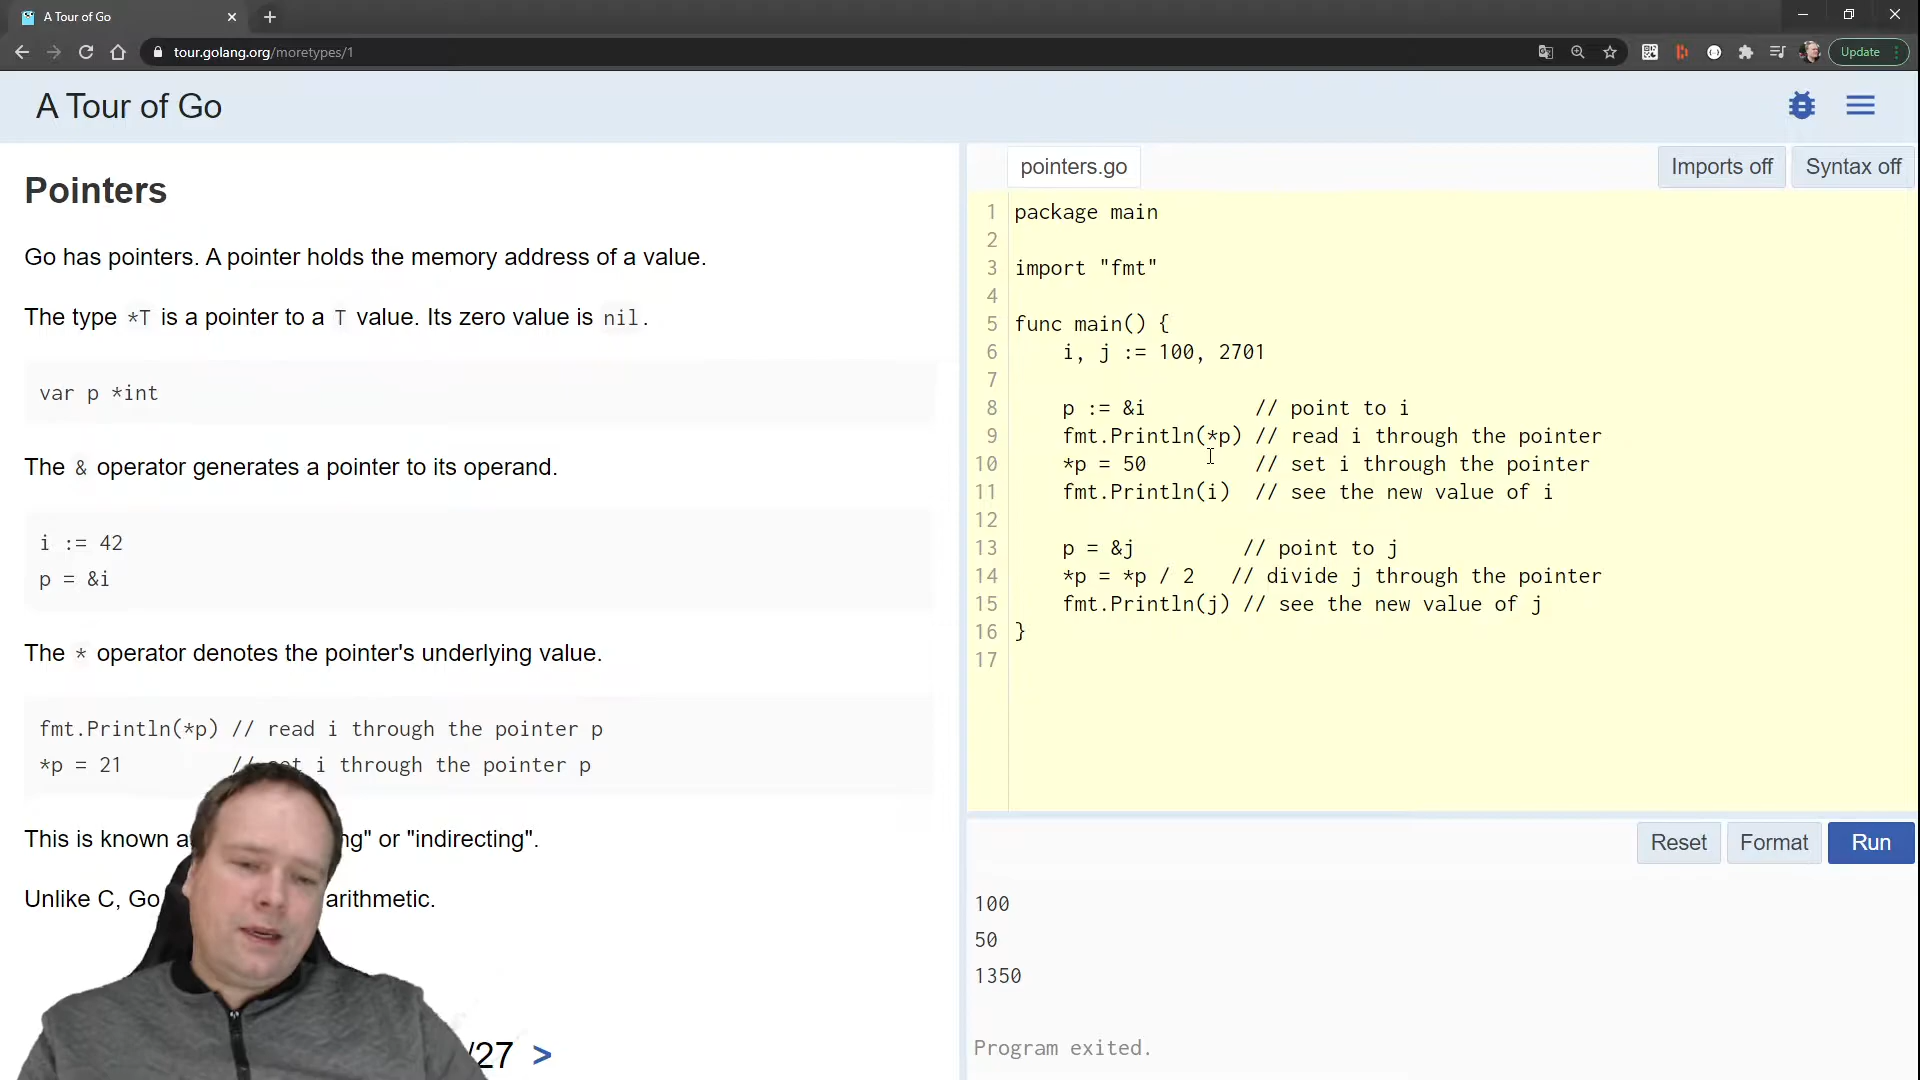 A Tour of Go
tour.golang.org/moretypes/1
Update
A Tour of Go
Pointers
Go has pointers. A pointer holds the memory address of a value.
The type *T is a pointer to a T value. Its zero value is nil.
var p *int
The & operator generates a pointer to its operand.
i := 42
p = &i
The * operator denotes the pointer's underlying value.
fmt.Println(*p) // read i through the pointer p
*p = 21 // set i through the pointer p
This is known a ng" or "indirecting".
Unlike C, Go arithmetic.
/27 >
pointers.go
Imports off
Syntax off
1 package main
2
3 import "fmt"
4
5 func main() {
6 i, j := 100, 2701
7
8 p := &i // point to i
9 fmt.Println(*p) // read i through the pointer
10 *p = 50 // set i through the pointer
11 fmt.Println(i) // see the new value of i
12
13 p = &j // point to j
14 *p = *p / 2 // divide j through the pointer
15 fmt.Println(j) // see the new value of j
16 }
17
Reset
Format
Run
100
50
1350
Program exited.